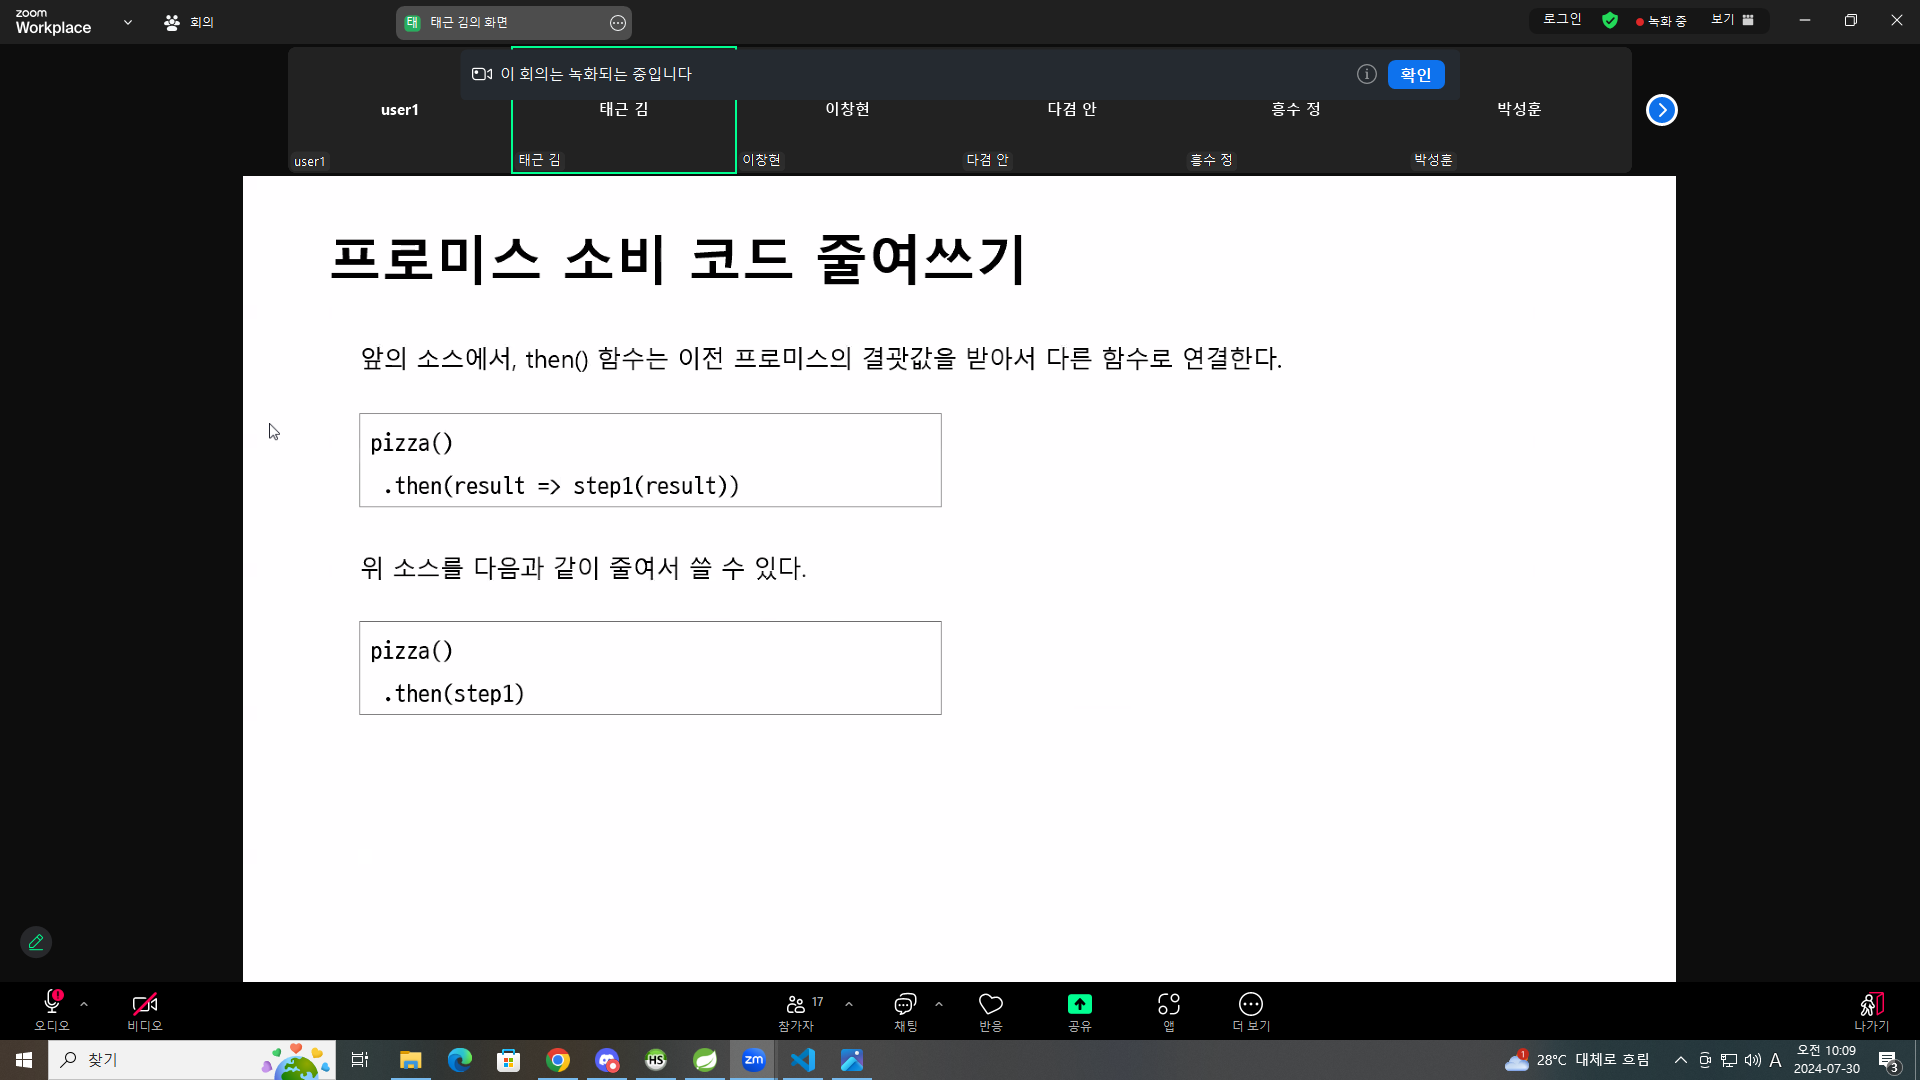 zoom
Workplace
회의
태 태근 김의 화면
로그인
녹화 중
보기
이 회의는 녹화되는 중입니다
확인
user1
태근 김
이창현
다겸 안
흥수 정
박성훈
user1
태근 김
이창현
다겸 안
흥수 정
박성훈
프로미스 소비 코드 줄여쓰기
앞의 소스에서, then() 함수는 이전 프로미스의 결괏값을 받아서 다른 함수로 연결한다.
pizza()
.then(result => step1(result))
위 소스를 다음과 같이 줄여서 쓸 수 있다.
pizza()
.then(step1)
오디오
비디오
17
참가자
채팅
반응
공유
앱
더 보기
나가기
찾기
HS
zm
1
28°C 대체로 흐림
A
오전 10:09
2024-07-30
3